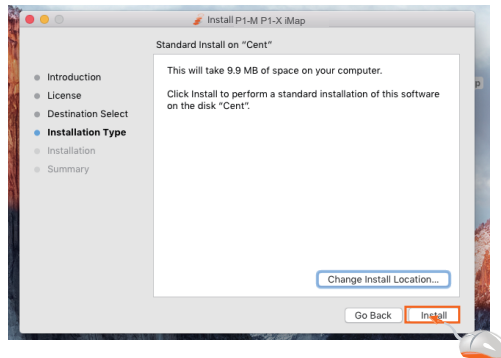 Install P1-M P1-X iMap
Standard Install on “Cent”
Introduction
License
Destination Select
Installation Type
Installation
Summary
This will take 9.9 MB of space on your computer.
Click Install to perform a standard installation of this software
on the disk “Cent”.
p
Change Install Location...
Go Back
Install